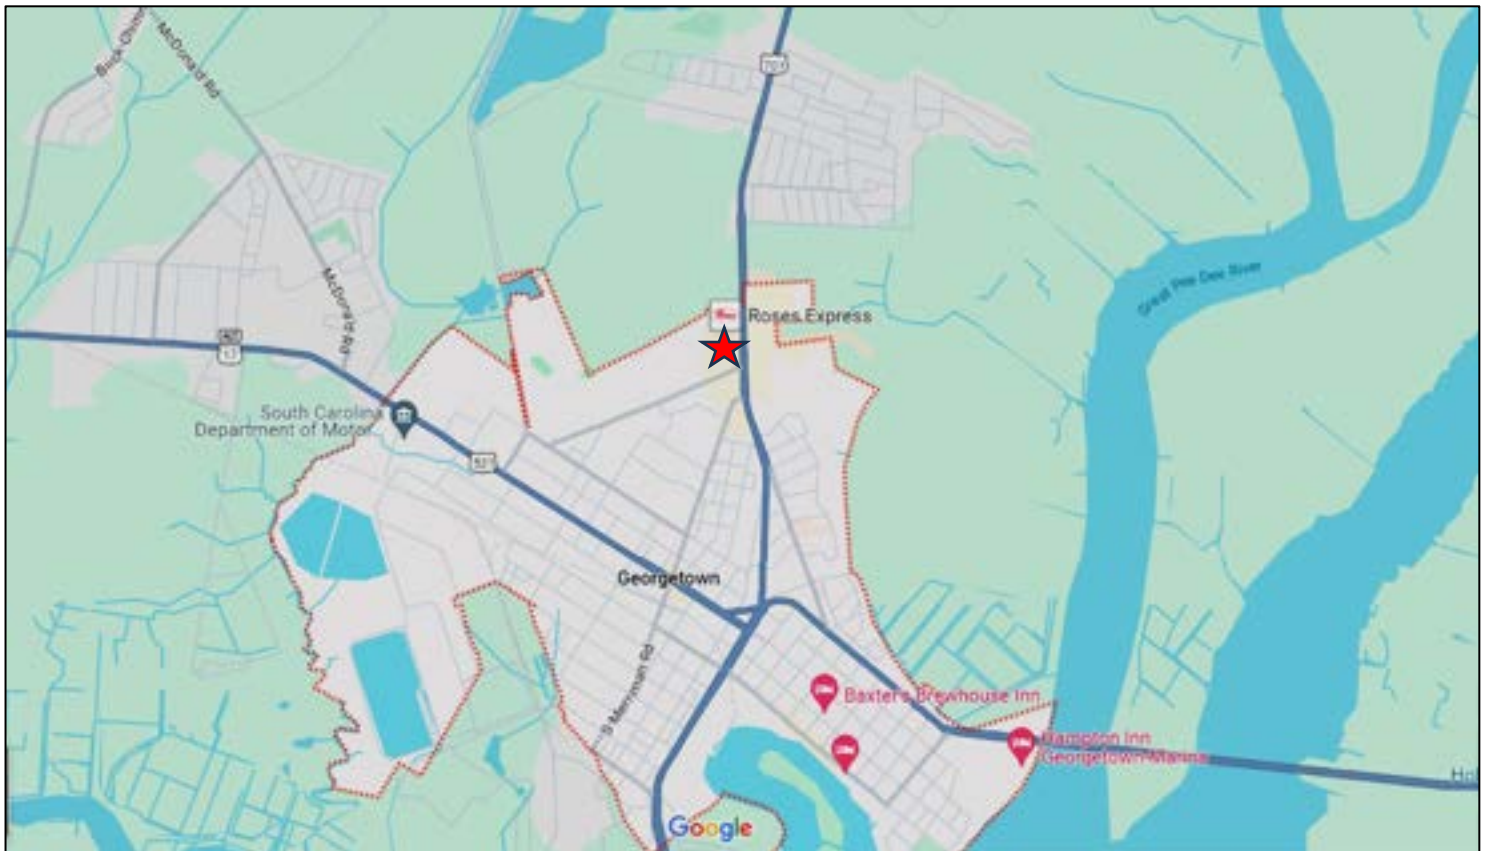 McDonald Rd
701
Great Pee Dee River
Roses Express
McDonald Rd
South Carolina
Department of Motor
521
Georgetown
S Merriman Rd
Baxter's Brewhouse Inn
Hampton Inn
Georgetown-Marina
Google